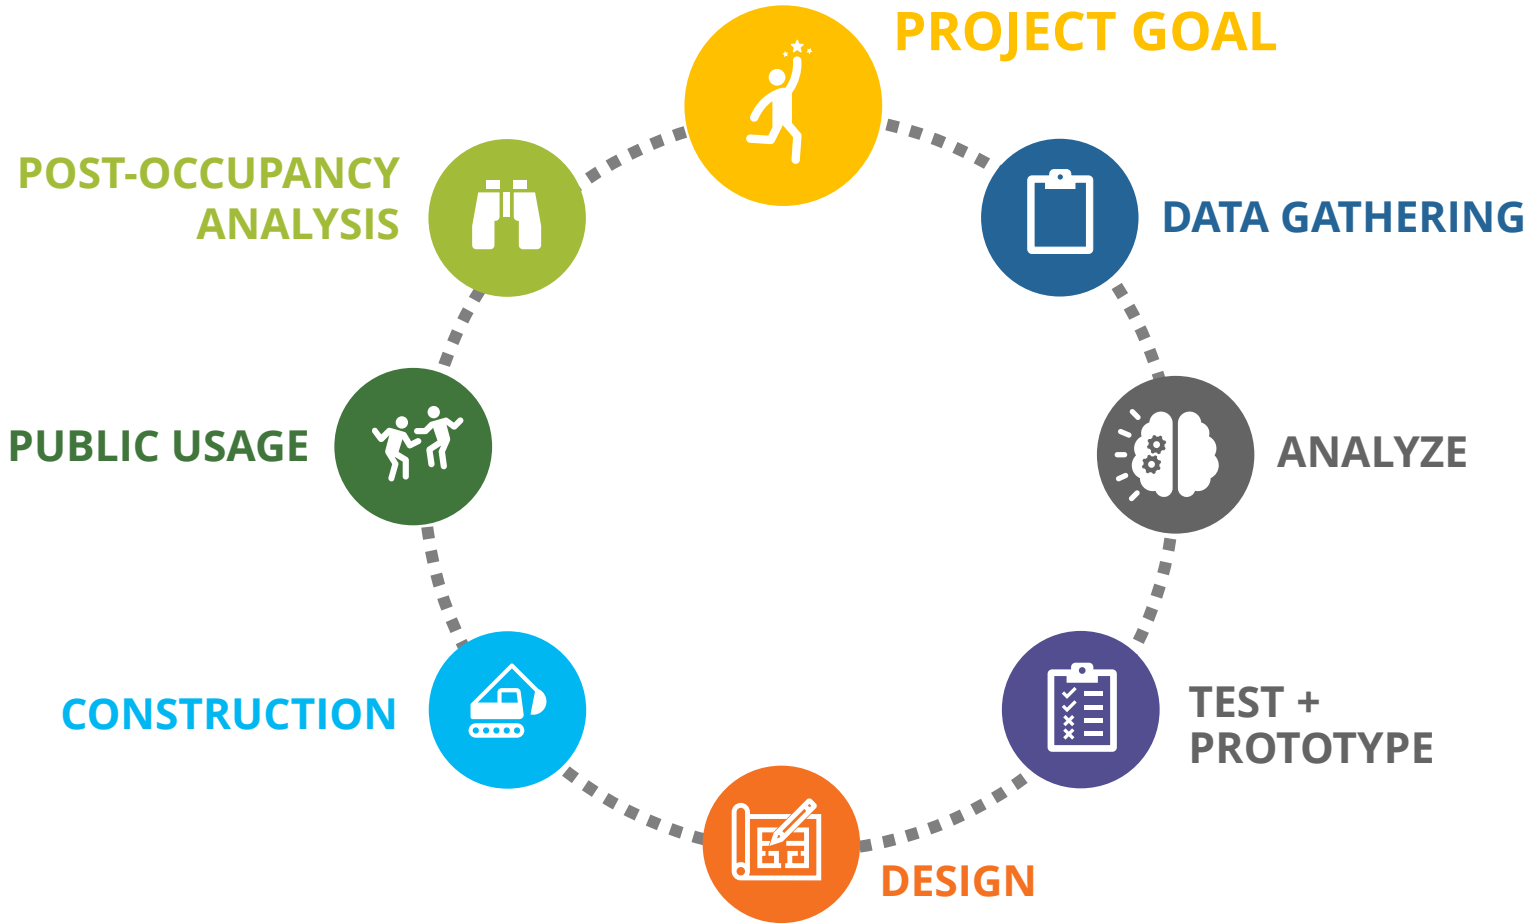 PROJECT GOAL
DATA GATHERING
ANALYZE
TEST +
PROTOTYPE
DESIGN
CONSTRUCTION
PUBLIC USAGE
POST-OCCUPANCY
ANALYSIS